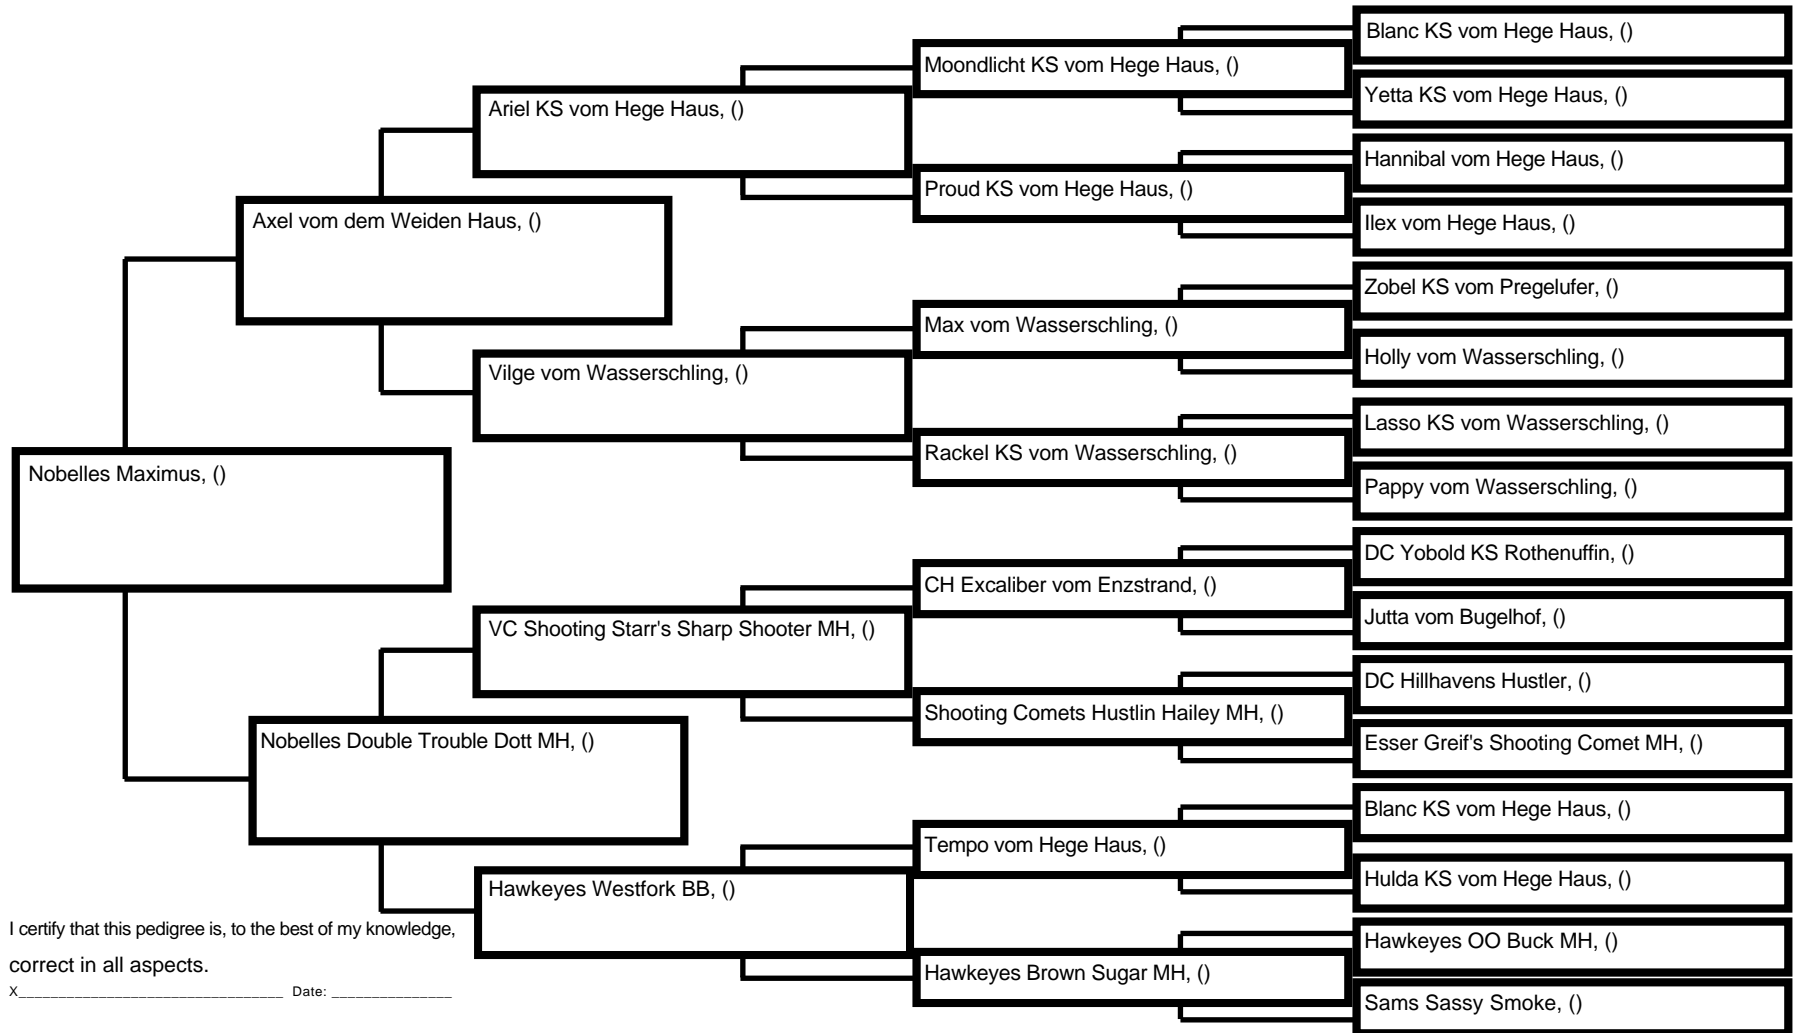 Blanc KS vom Hege Haus, ()
Moondlicht KS vom Hege Haus, ()
Yetta KS vom Hege Haus, ()
Ariel KS vom Hege Haus, ()
Hannibal vom Hege Haus, ()
Proud KS vom Hege Haus, ()
Ilex vom Hege Haus, ()
Axel vom dem Weiden Haus, ()
Zobel KS vom Pregelufer, ()
Max vom Wasserschling, ()
Holly vom Wasserschling, ()
Vilge vom Wasserschling, ()
Lasso KS vom Wasserschling, ()
Rackel KS vom Wasserschling, ()
Pappy vom Wasserschling, ()
Nobelles Maximus, ()
DC Yobold KS Rothenuffin, ()
CH Excaliber vom Enzstrand, ()
Jutta vom Bugelhof, ()
VC Shooting Starr's Sharp Shooter MH, ()
DC Hillhavens Hustler, ()
Shooting Comets Hustlin Hailey MH, ()
Esser Greif's Shooting Comet MH, ()
Nobelles Double Trouble Dott MH, ()
Blanc KS vom Hege Haus, ()
Tempo vom Hege Haus, ()
Hulda KS vom Hege Haus, ()
Hawkeyes Westfork BB, ()
Hawkeyes OO Buck MH, ()
Hawkeyes Brown Sugar MH, ()
Sams Sassy Smoke, ()
I certify that this pedigree is, to the best of my knowledge,
correct in all aspects.
X_________________________________ Date: _______________